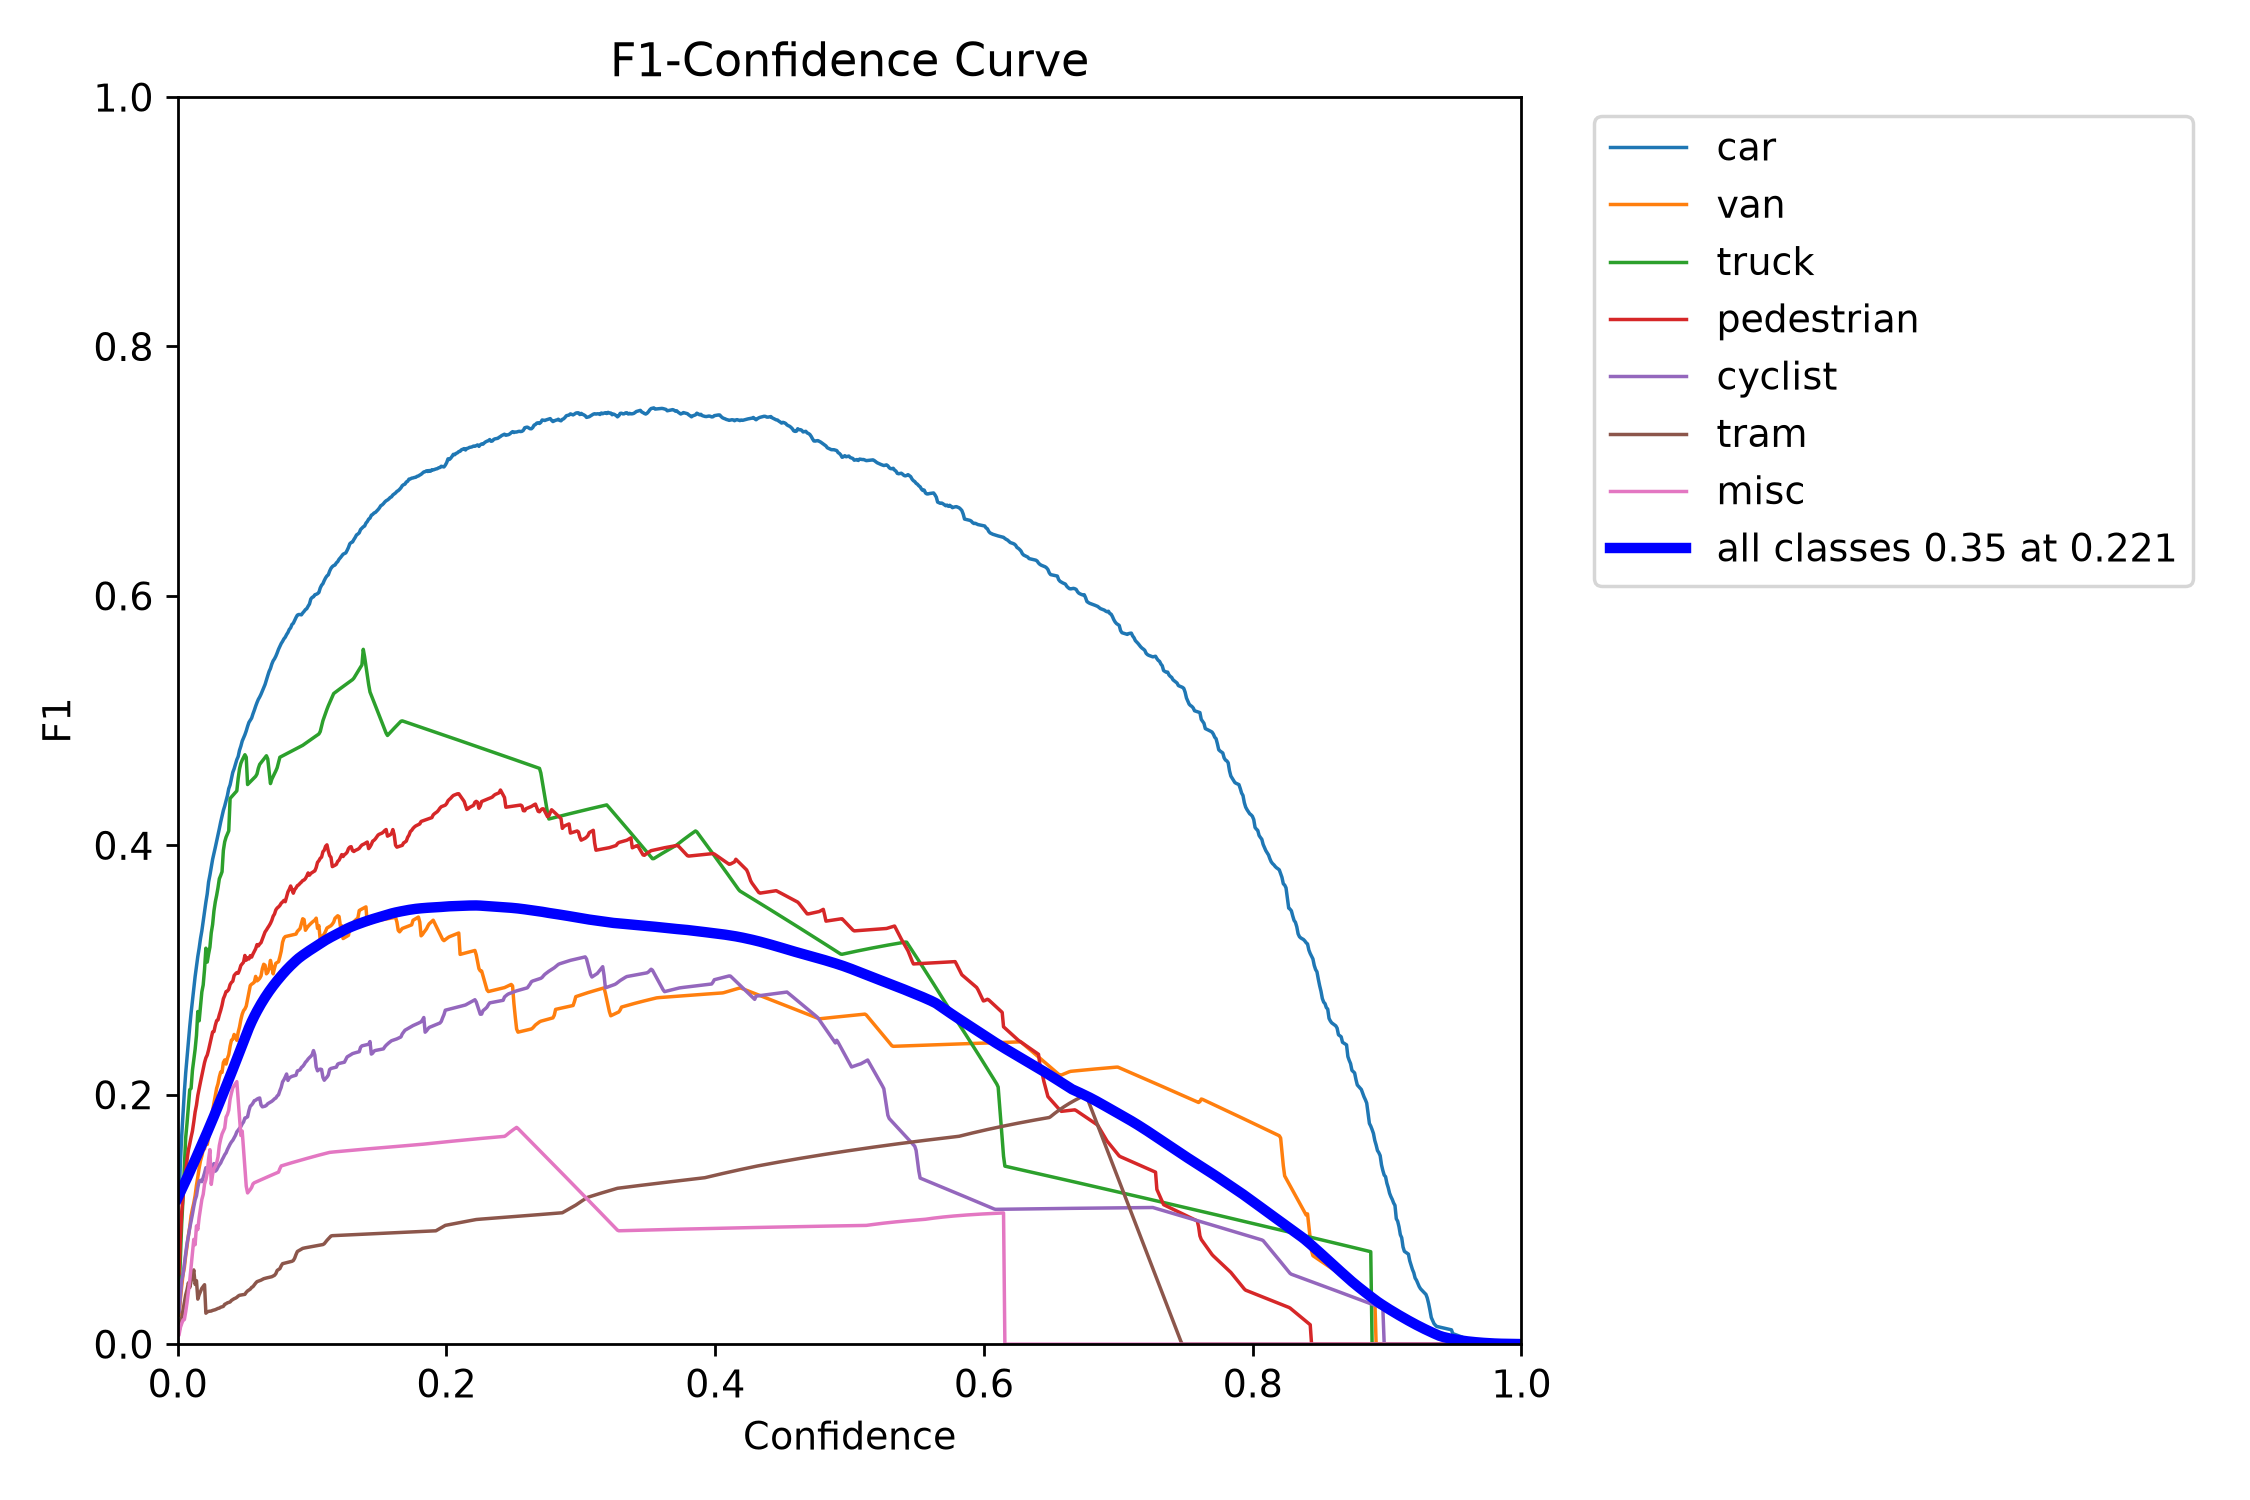 F1-Confidence Curve
1.0
0.8
0.6
0.4
0.2
0.0
F1
0.0 0.2 0.4 0.6 0.8 1.0
Confidence
car
van
truck
pedestrian
cyclist
tram
misc
all classes 0.35 at 0.221